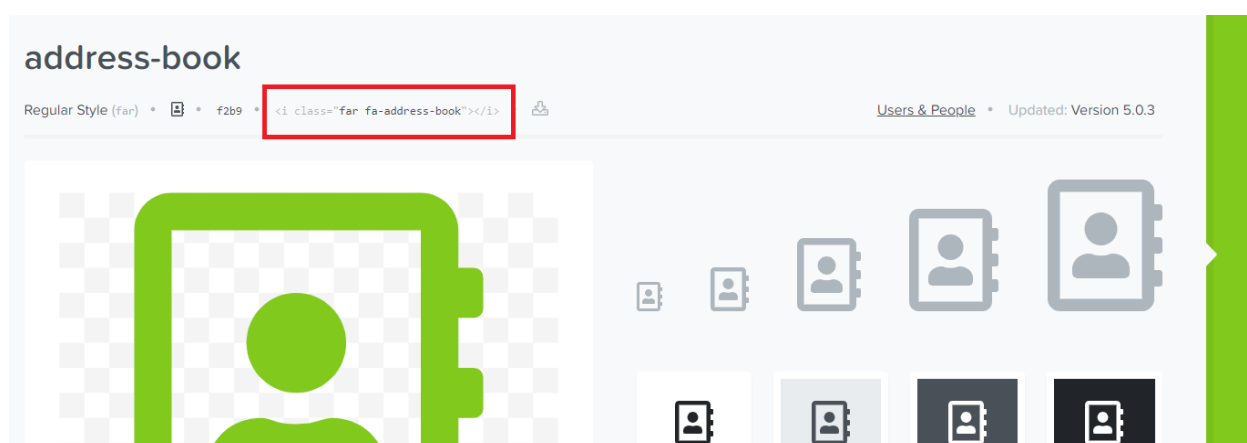 address-book
Regular Style (far) • • f2b9 • <i class="far fa-address-book"></i> Users & People • Updated: Version 5.0.3